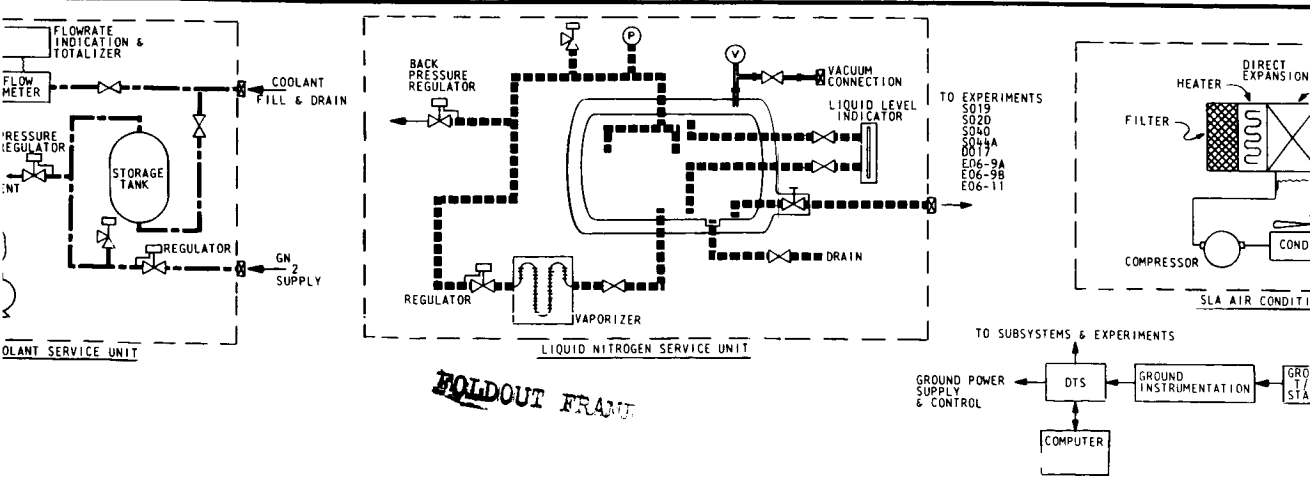 FLOWRATE
INDICATION &
TOTALIZER
FLOW
METER
COOLANT
FILL & DRAIN
PRESSURE
REGULATOR
ENT
STORAGE
TANK
REGULATOR
GN
2
SUPPLY
OLANT SERVICE UNIT
P
V
BACK
PRESSURE
REGULATOR
VACUUM
CONNECTION
LIQUID LEVEL
INDICATOR
TO EXPERIMENTS
S019
S020
S040
S044A
D017
E06-9A
E06-9B
E06-11
DRAIN
REGULATOR
VAPORIZER
LIQUID NITROGEN SERVICE UNIT
FOLDOUT FRAME
DIRECT
EXPANSION
HEATER
FILTER
COMPRESSOR
COND
SLA AIR CONDITI
TO SUBSYSTEMS & EXPERIMENTS
GROUND POWER
SUPPLY
& CONTROL
DTS
GROUND
INSTRUMENTATION
GRO
T/
STA
COMPUTER